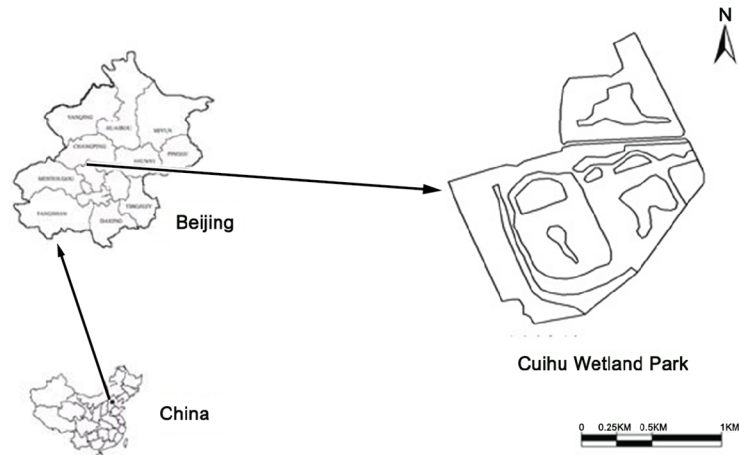 N
YANQING
HUAIROU
MIYUN
CHANGPING
SHUNYI
PINGGU
MENTOUGOU
FANGSHAN
DAXING
Beijing
Cuihu Wetland Park
China
0 0.25KM 0.5KM 1KM